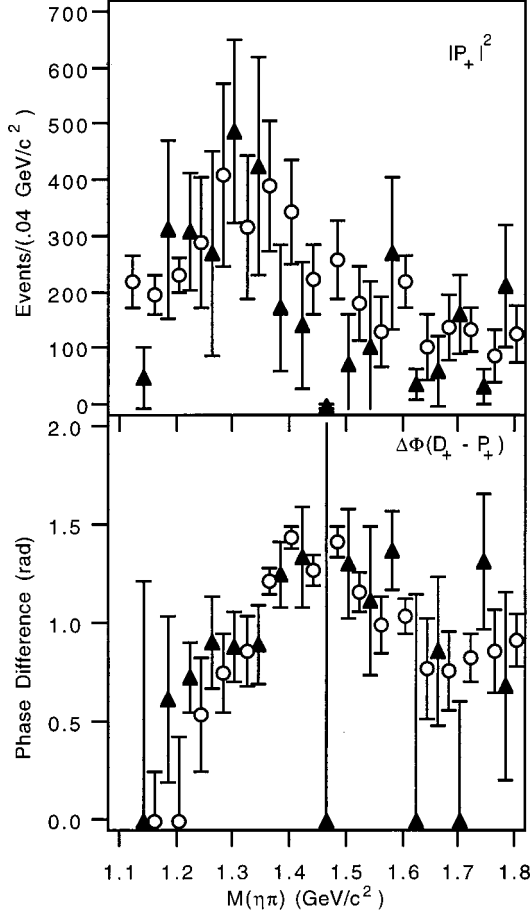 700
600
500
400
300
200
100
0
Events/(.04 GeV/c²)
|P₊|²
2.0
1.5
1.0
0.5
0.0
Phase Difference (rad)
ΔΦ(D₊ - P₊)
1.1 1.2 1.3 1.4 1.5 1.6 1.7 1.8
M(ηπ) (GeV/c²)